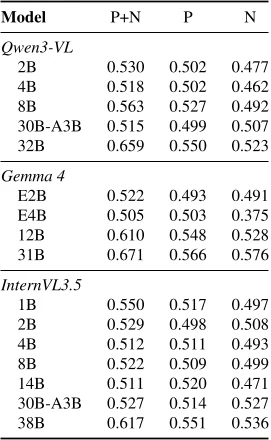 Model P+N P N
Qwen3-VL
2B 0.530 0.502 0.477
4B 0.518 0.502 0.462
8B 0.563 0.527 0.492
30B-A3B 0.515 0.499 0.507
32B 0.659 0.550 0.523
Gemma 4
E2B 0.522 0.493 0.491
E4B 0.505 0.503 0.375
12B 0.610 0.548 0.528
31B 0.671 0.566 0.576
InternVL3.5
1B 0.550 0.517 0.497
2B 0.529 0.498 0.508
4B 0.512 0.511 0.493
8B 0.522 0.509 0.499
14B 0.511 0.520 0.471
30B-A3B 0.527 0.514 0.527
38B 0.617 0.551 0.536